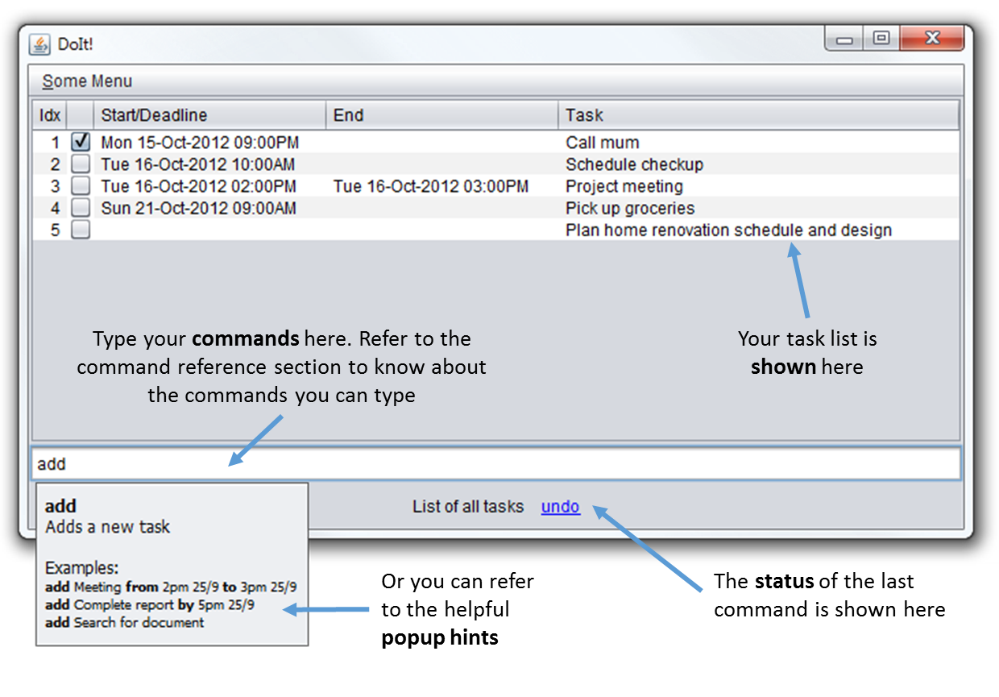 DoIt!
Some Menu
Idx Start/Deadline End Task
1 Mon 15-Oct-2012 09:00PM Call mum
2 Tue 16-Oct-2012 10:00AM Schedule checkup
3 Tue 16-Oct-2012 02:00PM Tue 16-Oct-2012 03:00PM Project meeting
4 Sun 21-Oct-2012 09:00AM Pick up groceries
5 Plan home renovation schedule and design
Type your commands here. Refer to the
command reference section to know about
the commands you can type
Your task list is
shown here
add
List of all tasks undo
add
Adds a new task
Examples:
add Meeting from 2pm 25/9 to 3pm 25/9
add Complete report by 5pm 25/9
add Search for document
Or you can refer
to the helpful
popup hints
The status of the last
command is shown here